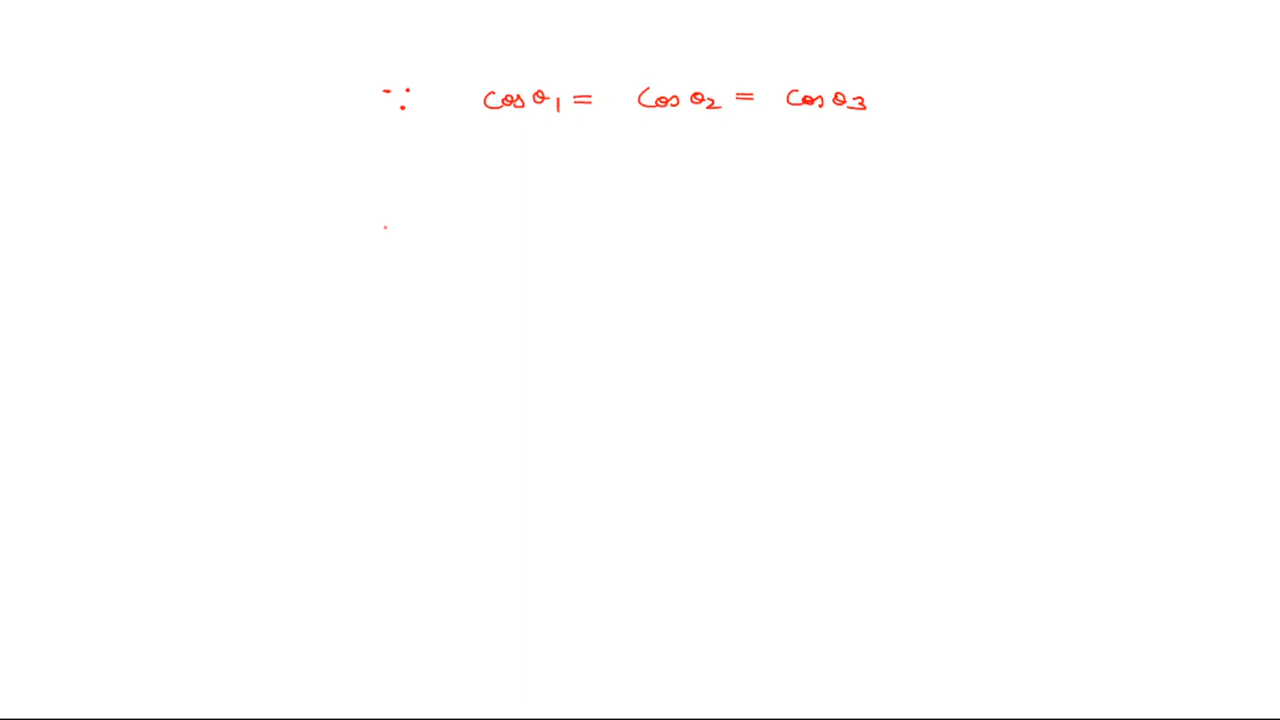 ∵ cos θ1 = cos θ2 = cos θ3